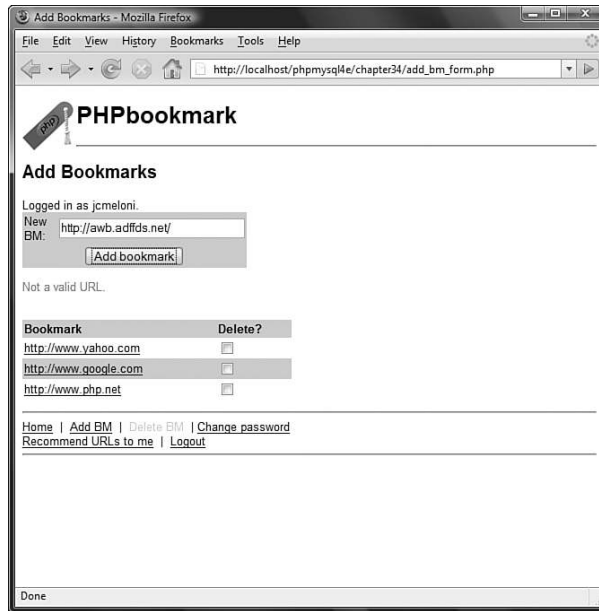 Add Bookmarks - Mozilla Firefox
File Edit View History Bookmarks Tools Help
http://localhost/phpmysql4e/chapter34/add_bm_form.php
php
PHPbookmark
Add Bookmarks
Logged in as jcmeloni.
New BM: http://awb.adffds.net/
Add bookmark
Not a valid URL.
Bookmark Delete?
http://www.yahoo.com
http://www.google.com
http://www.php.net
Home | Add BM | Delete BM | Change password
Recommend URLs to me | Logout
Done